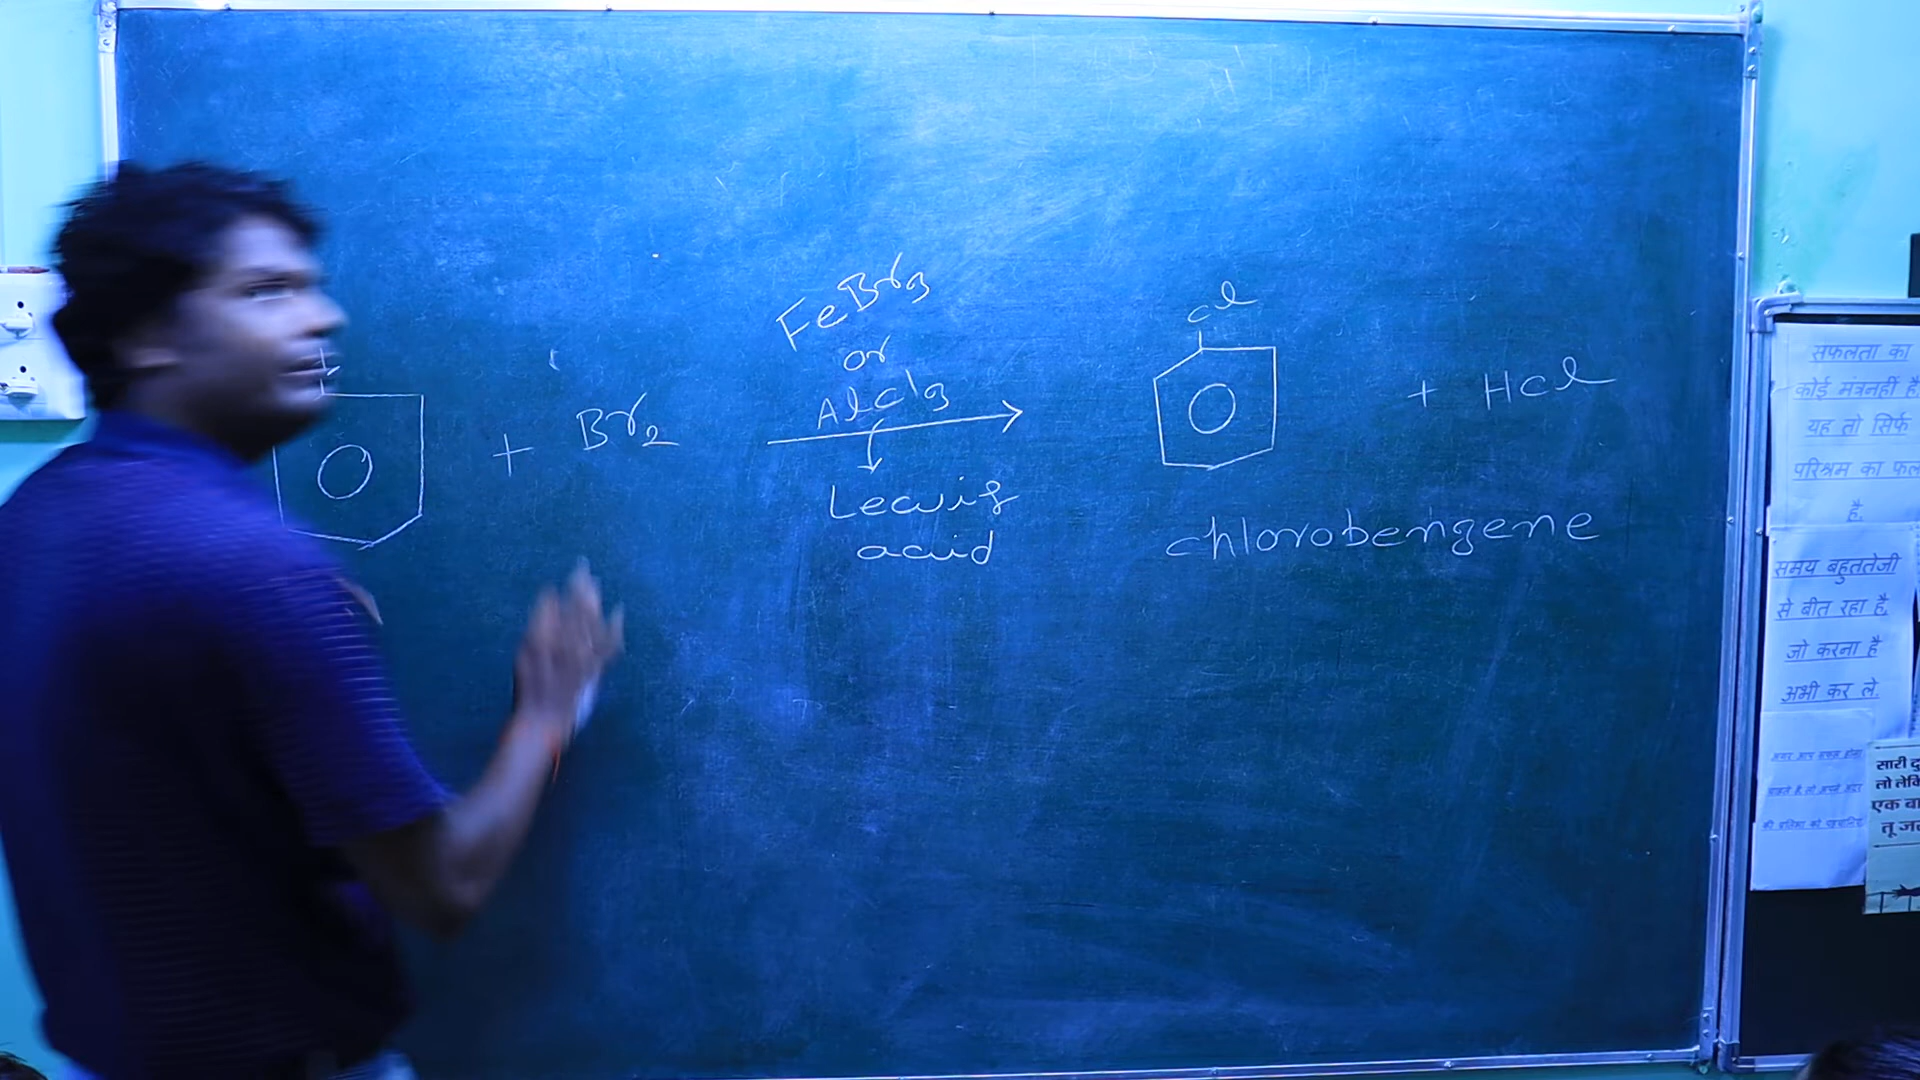 FeBr3
or
AlCl3
H
+ Br2
Lewis
acid
Cl
+ HCl
chlorobenzene
सफलता का
कोई मंत्र नहीं है
यह तो सिर्फ
परिश्रम का फल
है.
समय बहुत तेजी
से बीत रहा है,
जो करना है
अभी कर ले.
सारी दु
लो लेकि
एक बा
तू ज